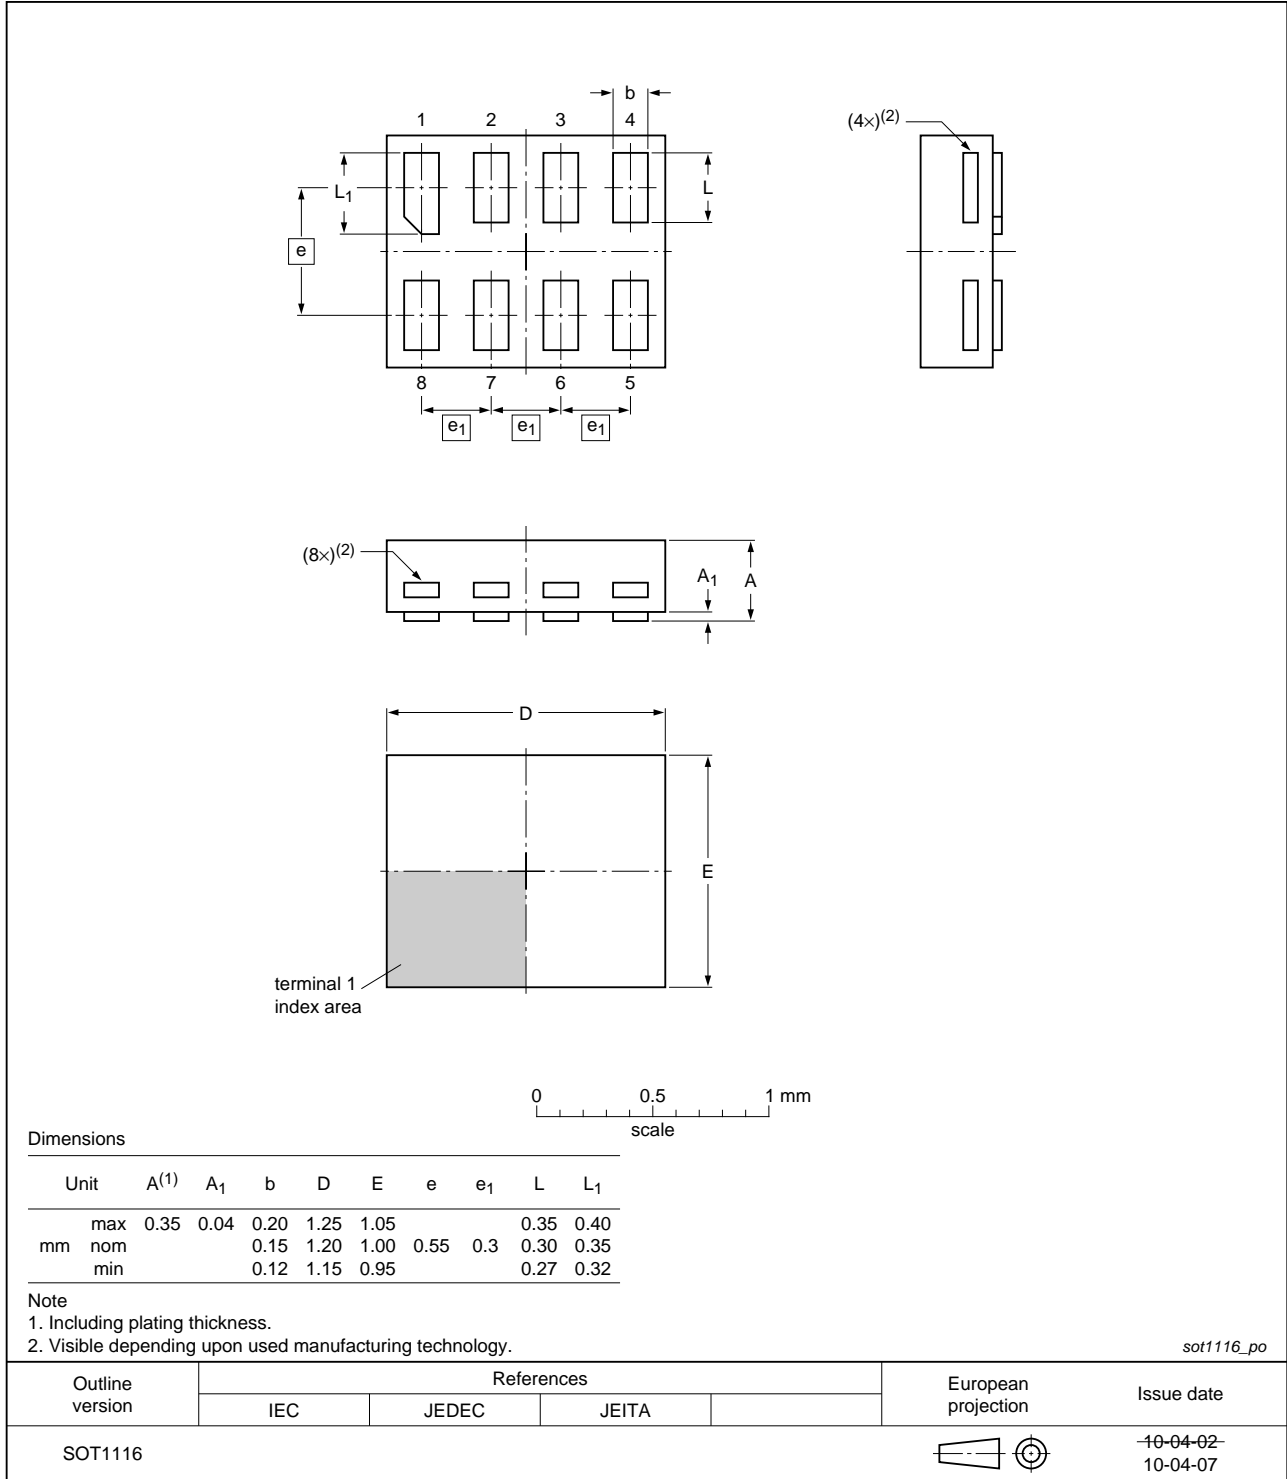 b
1 2 3 4
(4×)(2)
L1
L
e
8 7 6 5
e1 e1 e1
(8×)(2)
A1 A
D
E
terminal 1
index area
0 0.5 1 mm
scale
Dimensions
Unit A(1) A1 b D E e e1 L L1
max 0.35 0.04 0.20 1.25 1.05 0.35 0.40
mm nom 0.15 1.20 1.00 0.55 0.3 0.30 0.35
min 0.12 1.15 0.95 0.27 0.32
Note
1. Including plating thickness.
2. Visible depending upon used manufacturing technology.
sot1116_po
Outline
version
References
IEC JEDEC JEITA
European
projection
Issue date
SOT1116
10-04-02
10-04-07